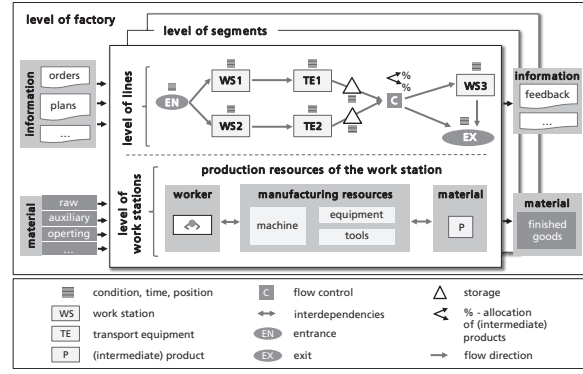 level of factory
level of segments
information
orders
plans
...
level of lines
EN
WS1
TE1
WS2
TE2
%
%
C
WS3
EX
information
feedback
...
production resources of the work station
level of
work stations
material
raw
auxiliary
operting
...
worker
manufacturing resources
machine
equipment
tools
material
P
material
finished
goods
condition, time, position
WS work station
TE transport equipment
P (intermediate) product
C flow control
interdependencies
EN entrance
EX exit
storage
% - allocation
of (intermediate)
products
flow direction